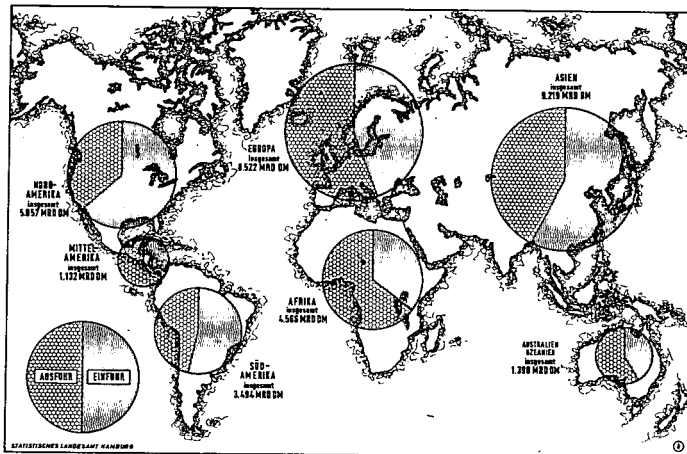 NORD-
AMERIKA
insgesamt
5.057 MRD DM
MITTEL
AMERIKA
insgesamt
1.132 MRD DM
EUROPA
insgesamt
8.522 MRD DM
ASIEN
insgesamt
9.219 MRD DM
AFRIKA
insgesamt
4.565 MRD DM
SÜD-
AMERIKA
insgesamt
3.494 MRD DM
AUSTRALIEN
OZEANIEN
insgesamt
1.398 MRD DM
AUSFUHR
EINFUHR
STATISTISCHES LANDESAMT HAMBURG